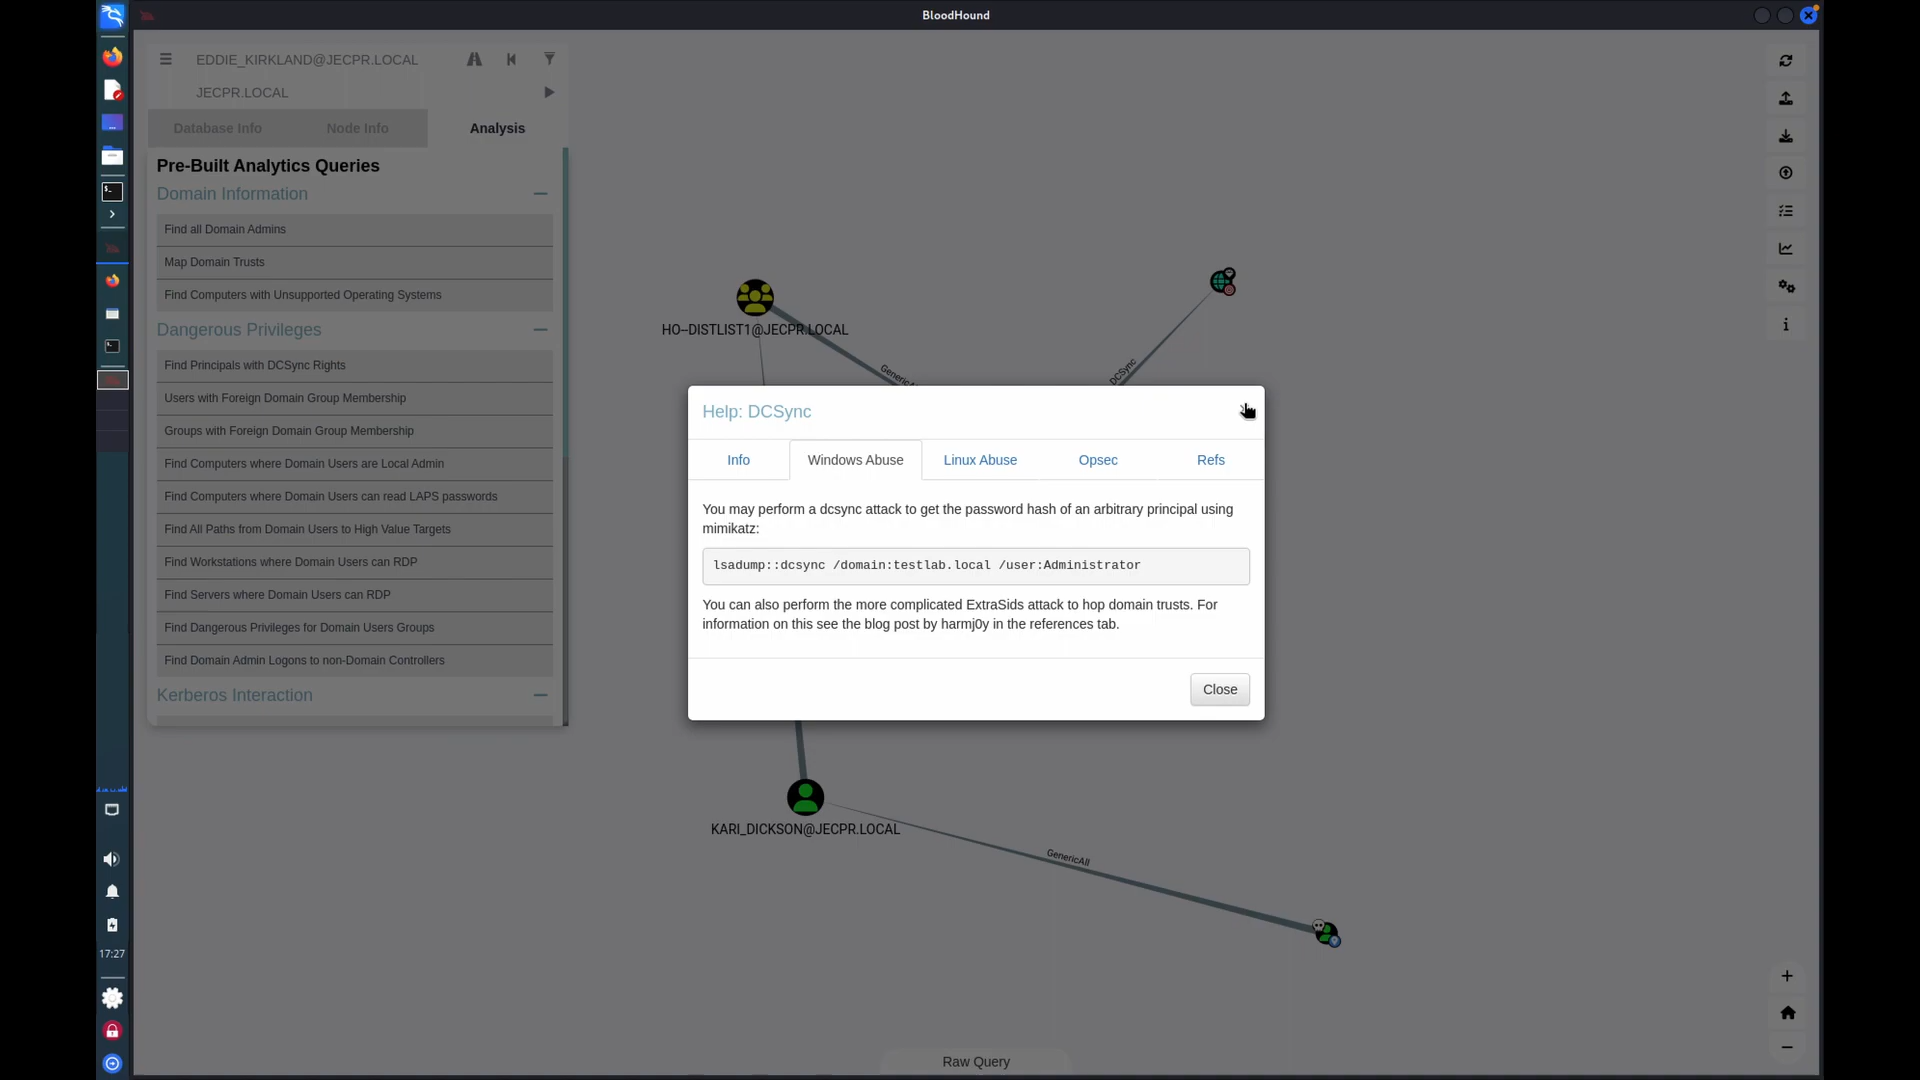 BloodHound
EDDIE_KIRKLAND@JECPR.LOCAL
JECPR.LOCAL
Database Info
Node Info
Analysis
Pre-Built Analytics Queries
Domain Information
Find all Domain Admins
Map Domain Trusts
Find Computers with Unsupported Operating Systems
Dangerous Privileges
Find Principals with DCSync Rights
Users with Foreign Domain Group Membership
Groups with Foreign Domain Group Membership
Find Computers where Domain Users are Local Admin
Find Computers where Domain Users can read LAPS passwords
Find All Paths from Domain Users to High Value Targets
Find Workstations where Domain Users can RDP
Find Servers where Domain Users can RDP
Find Dangerous Privileges for Domain Users Groups
Find Domain Admin Logons to non-Domain Controllers
Kerberos Interaction
HO--DISTLIST1@JECPR.LOCAL
GenericA
DCSync
Help: DCSync
Info
Windows Abuse
Linux Abuse
Opsec
Refs
You may perform a dcsync attack to get the password hash of an arbitrary principal using
mimikatz:
lsadump::dcsync /domain:testlab.local /user:Administrator
You can also perform the more complicated ExtraSids attack to hop domain trusts. For
information on this see the blog post by harmj0y in the references tab.
Close
KARI_DICKSON@JECPR.LOCAL
GenericAll
17:27
Raw Query